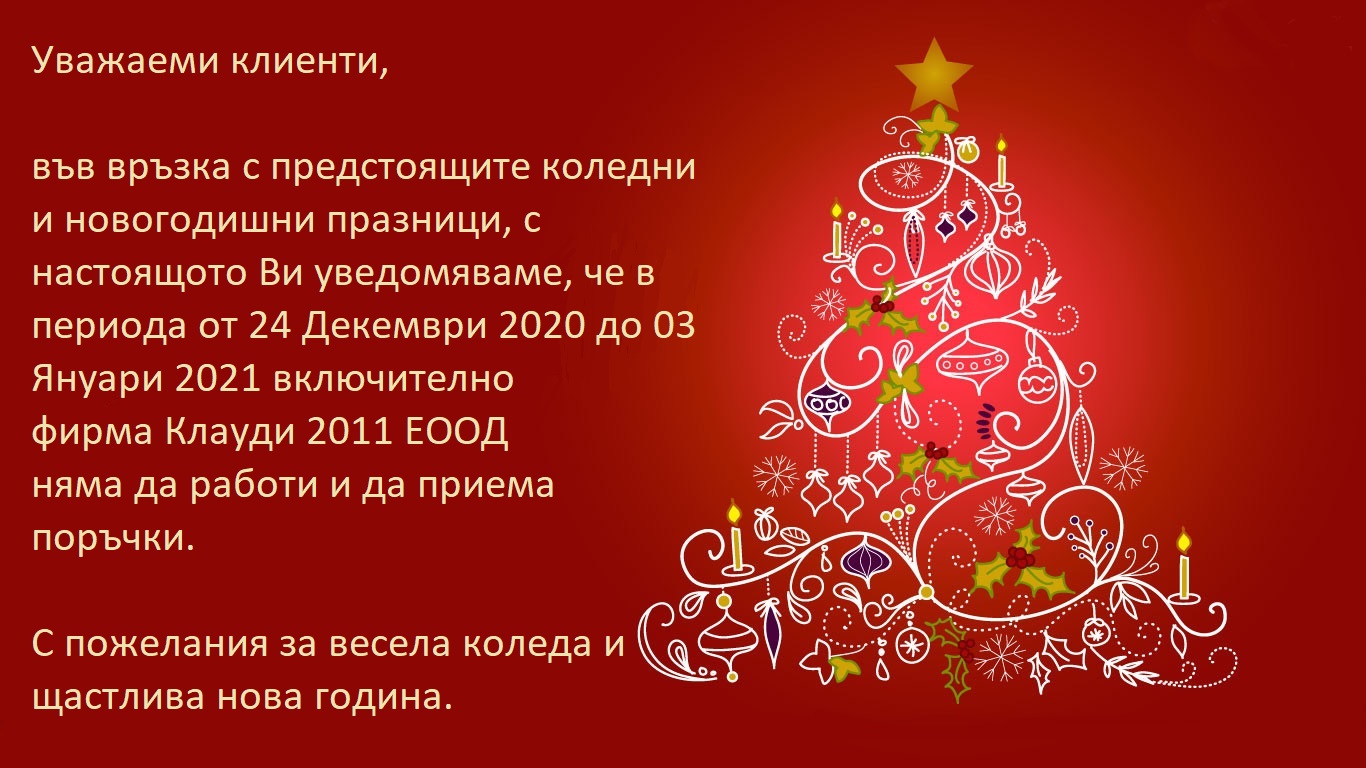 Уважаеми клиенти,
във връзка с предстоящите коледни
и новогодишни празници, с
настоящото Ви уведомяваме, че в
периода от 24 Декември 2020 до 03
Януари 2021 включително
фирма Клауди 2011 ЕООД
няма да работи и да приема
поръчки.
С пожелания за весела коледа и
щастлива нова година.